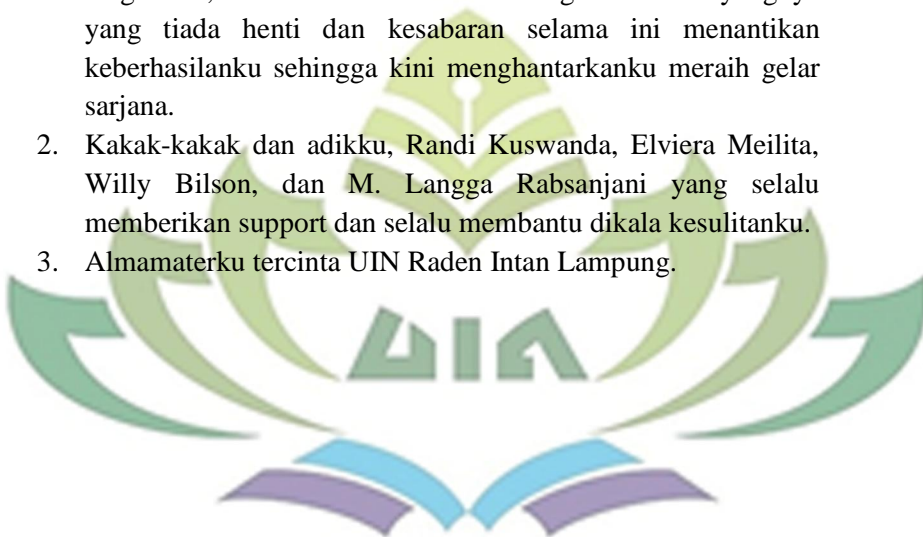 yang tiada henti dan kesabaran selama ini menantikan
keberhasilanku sehingga kini menghantarkanku meraih gelar
sarjana.
2. Kakak-kakak dan adikku, Randi Kuswanda, Elviera Meilita,
Willy Bilson, dan M. Langga Rabsanjani yang selalu
memberikan support dan selalu membantu dikala kesulitanku.
3. Almamaterku tercinta UIN Raden Intan Lampung.
UIN